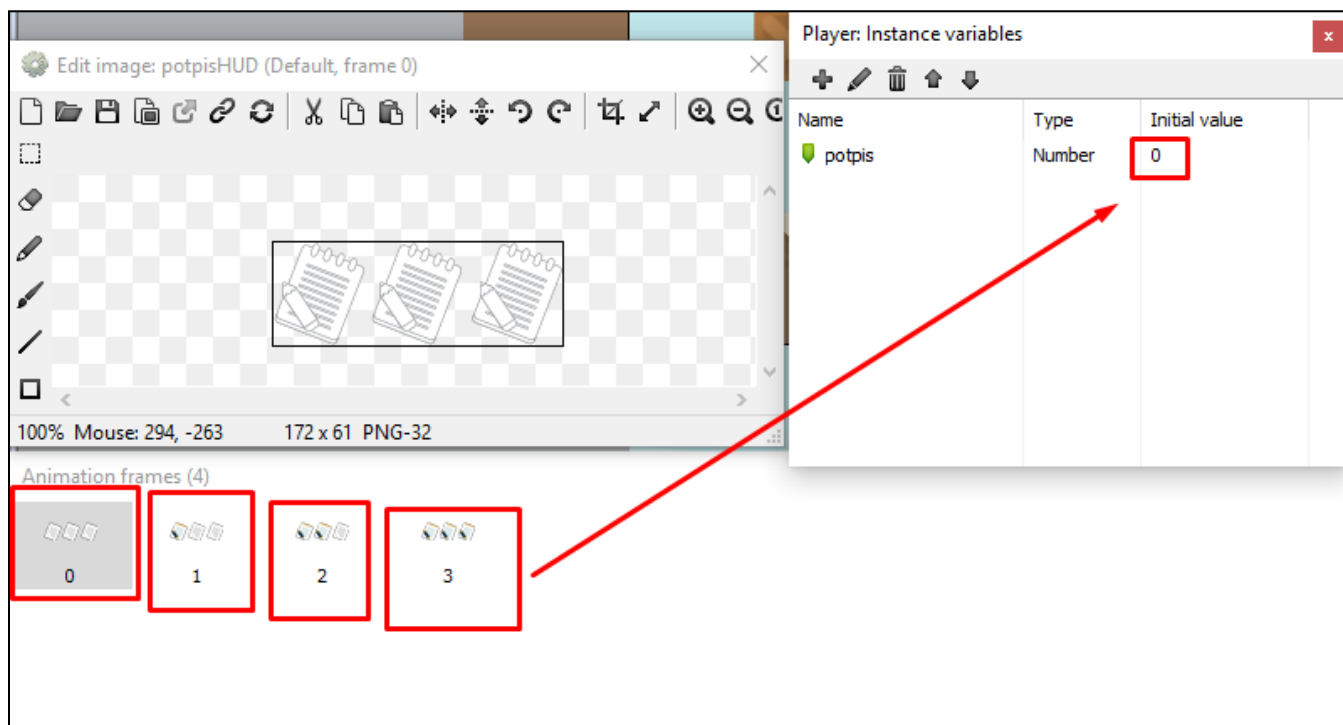 Edit image: potpisHUD (Default, frame 0)
100% Mouse: 294, -263 172 x 61 PNG-32
Animation frames (4)
0
1
2
3
Player: Instance variables
x
Name Type Initial value
potpis Number 0